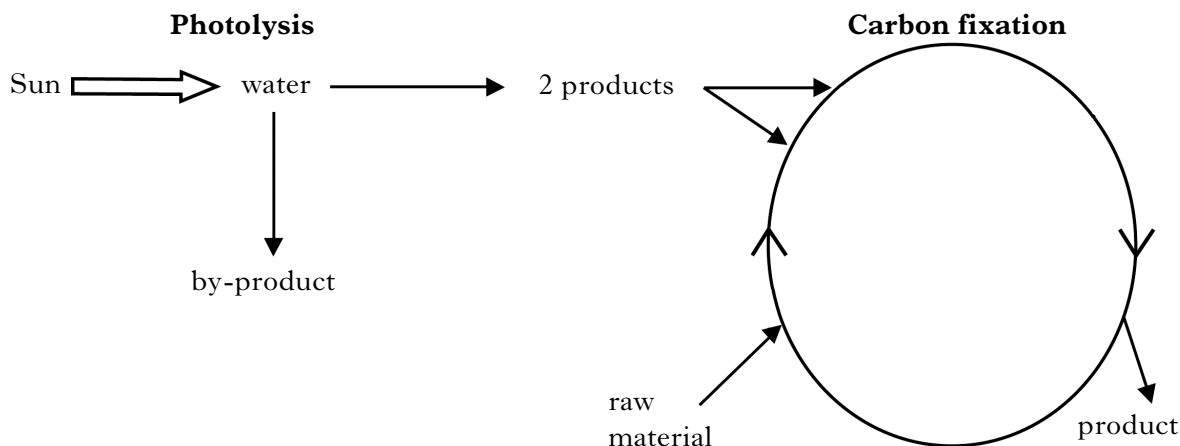 Photolysis
Carbon fixation
Sun
water
2 products
by-product
raw
material
product